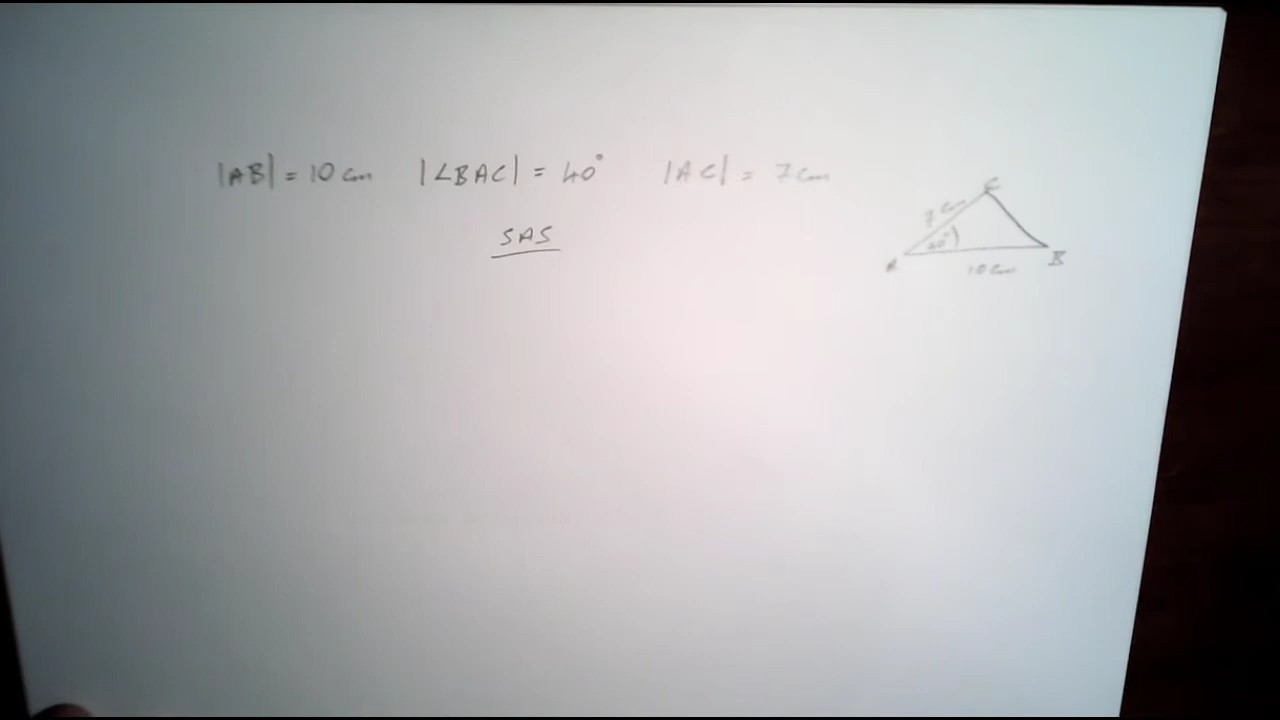 |AB| = 10 cm |∠BAC| = 40° |AC| = 7 cm
SAS
C
7 cm
40°
A B
10 cm